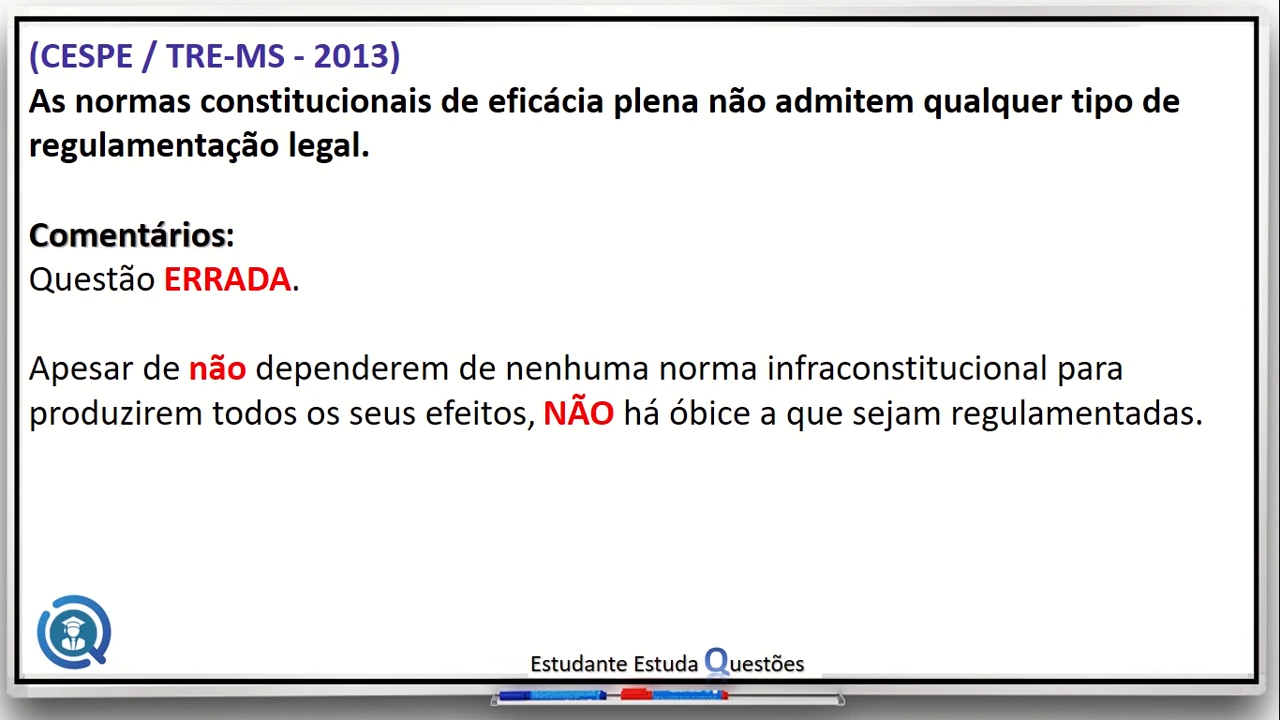 (CESPE / TRE-MS - 2013)
As normas constitucionais de eficácia plena não admitem qualquer tipo de
regulamentação legal.
Comentários:
Questão ERRADA.
Apesar de não dependerem de nenhuma norma infraconstitucional para
produzirem todos os seus efeitos, NÃO há óbice a que sejam regulamentadas.
Estudante Estuda Questões